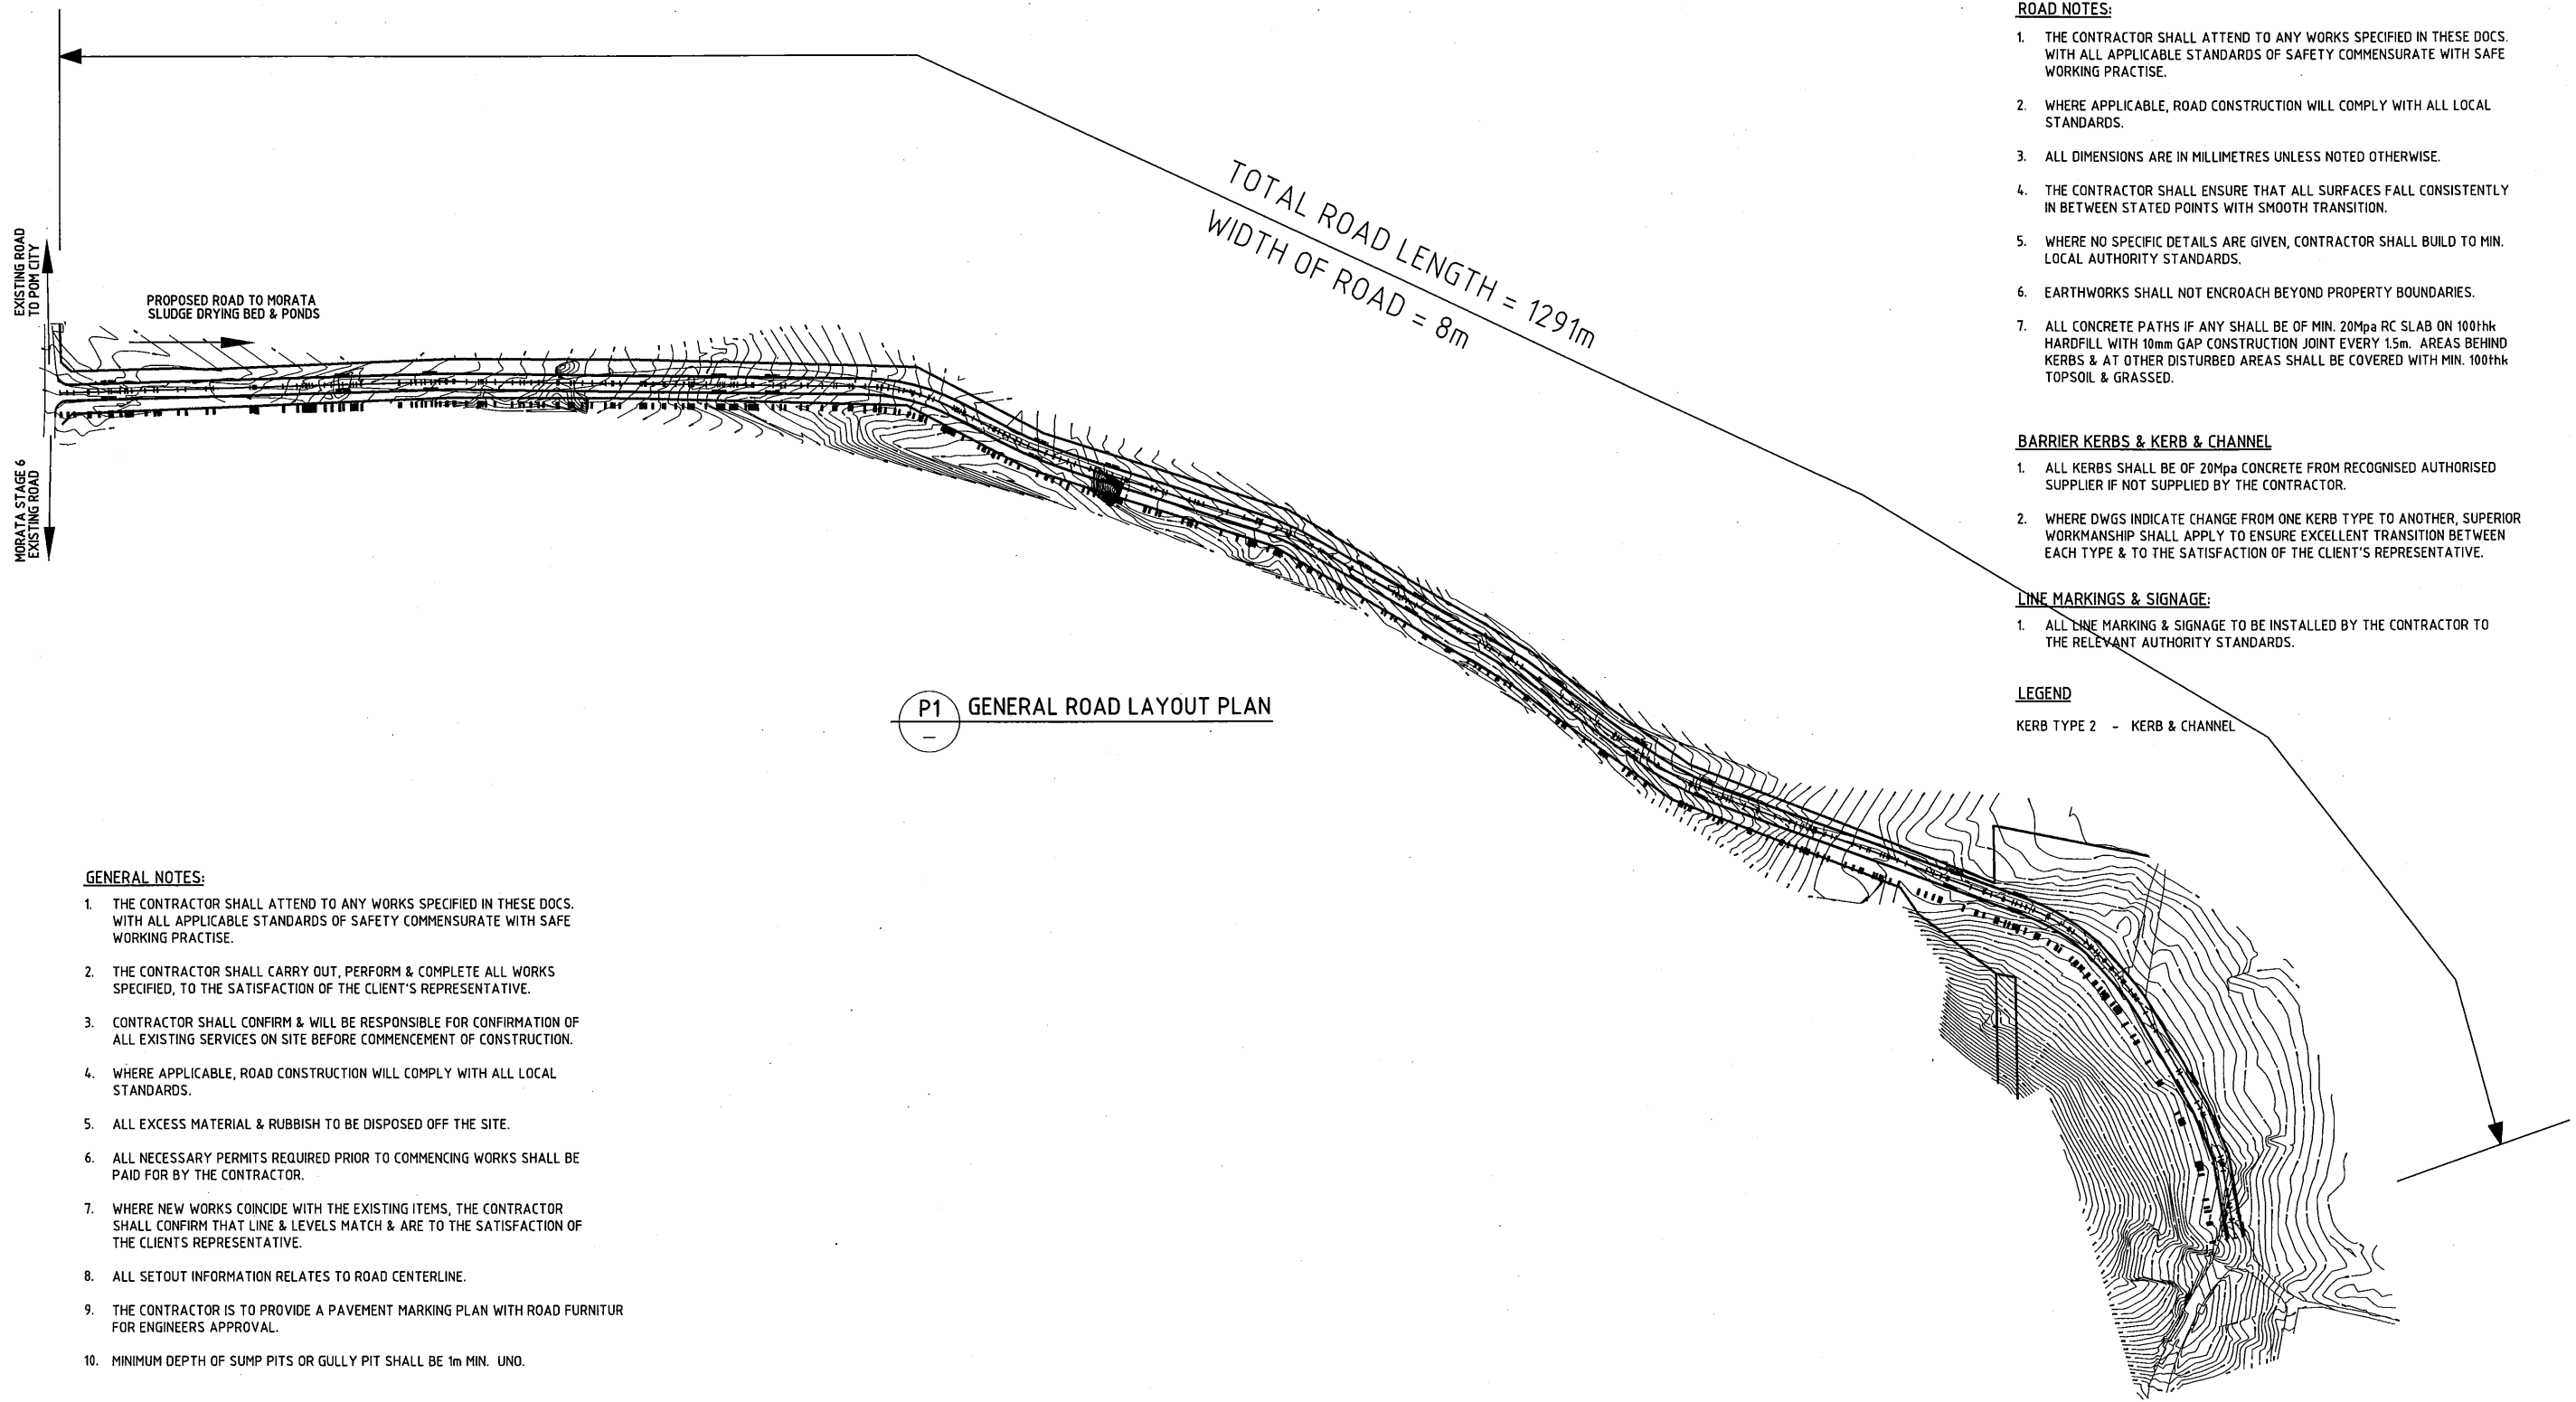 ROAD NOTES:
1. THE CONTRACTOR SHALL ATTEND TO ANY WORKS SPECIFIED IN THESE DOCS.
WITH ALL APPLICABLE STANDARDS OF SAFETY COMMENSURATE WITH SAFE
WORKING PRACTISE.
2. WHERE APPLICABLE, ROAD CONSTRUCTION WILL COMPLY WITH ALL LOCAL
STANDARDS.
3. ALL DIMENSIONS ARE IN MILLIMETRES UNLESS NOTED OTHERWISE.
4. THE CONTRACTOR SHALL ENSURE THAT ALL SURFACES FALL CONSISTENTLY
IN BETWEEN STATED POINTS WITH SMOOTH TRANSITION.
5. WHERE NO SPECIFIC DETAILS ARE GIVEN, CONTRACTOR SHALL BUILD TO MIN.
LOCAL AUTHORITY STANDARDS.
6. EARTHWORKS SHALL NOT ENCROACH BEYOND PROPERTY BOUNDARIES.
7. ALL CONCRETE PATHS IF ANY SHALL BE OF MIN. 20Mpa RC SLAB ON 100thk
HARDFILL WITH 10mm GAP CONSTRUCTION JOINT EVERY 1.5m. AREAS BEHIND
KERBS & AT OTHER DISTURBED AREAS SHALL BE COVERED WITH MIN. 100thk
TOPSOIL & GRASSED.
BARRIER KERBS & KERB & CHANNEL
1. ALL KERBS SHALL BE OF 20Mpa CONCRETE FROM RECOGNISED AUTHORISED
SUPPLIER IF NOT SUPPLIED BY THE CONTRACTOR.
2. WHERE DWGS INDICATE CHANGE FROM ONE KERB TYPE TO ANOTHER, SUPERIOR
WORKMANSHIP SHALL APPLY TO ENSURE EXCELLENT TRANSITION BETWEEN
EACH TYPE & TO THE SATISFACTION OF THE CLIENT'S REPRESENTATIVE.
LINE MARKINGS & SIGNAGE:
1. ALL LINE MARKING & SIGNAGE TO BE INSTALLED BY THE CONTRACTOR TO
THE RELEVANT AUTHORITY STANDARDS.
LEGEND
KERB TYPE 2 - KERB & CHANNEL
TOTAL ROAD LENGTH = 1291m
WIDTH OF ROAD = 8m
EXISTING ROAD
TO POM CITY
PROPOSED ROAD TO MORATA
SLUDGE DRYING BED & PONDS
MORATA STAGE 6
EXISTING ROAD
P1 GENERAL ROAD LAYOUT PLAN
–
GENERAL NOTES:
1. THE CONTRACTOR SHALL ATTEND TO ANY WORKS SPECIFIED IN THESE DOCS.
WITH ALL APPLICABLE STANDARDS OF SAFETY COMMENSURATE WITH SAFE
WORKING PRACTISE.
2. THE CONTRACTOR SHALL CARRY OUT, PERFORM & COMPLETE ALL WORKS
SPECIFIED, TO THE SATISFACTION OF THE CLIENT'S REPRESENTATIVE.
3. CONTRACTOR SHALL CONFIRM & WILL BE RESPONSIBLE FOR CONFIRMATION OF
ALL EXISTING SERVICES ON SITE BEFORE COMMENCEMENT OF CONSTRUCTION.
4. WHERE APPLICABLE, ROAD CONSTRUCTION WILL COMPLY WITH ALL LOCAL
STANDARDS.
5. ALL EXCESS MATERIAL & RUBBISH TO BE DISPOSED OFF THE SITE.
6. ALL NECESSARY PERMITS REQUIRED PRIOR TO COMMENCING WORKS SHALL BE
PAID FOR BY THE CONTRACTOR.
7. WHERE NEW WORKS COINCIDE WITH THE EXISTING ITEMS, THE CONTRACTOR
SHALL CONFIRM THAT LINE & LEVELS MATCH & ARE TO THE SATISFACTION OF
THE CLIENTS REPRESENTATIVE.
8. ALL SETOUT INFORMATION RELATES TO ROAD CENTERLINE.
9. THE CONTRACTOR IS TO PROVIDE A PAVEMENT MARKING PLAN WITH ROAD FURNITUR
FOR ENGINEERS APPROVAL.
10. MINIMUM DEPTH OF SUMP PITS OR GULLY PIT SHALL BE 1m MIN. UNO.